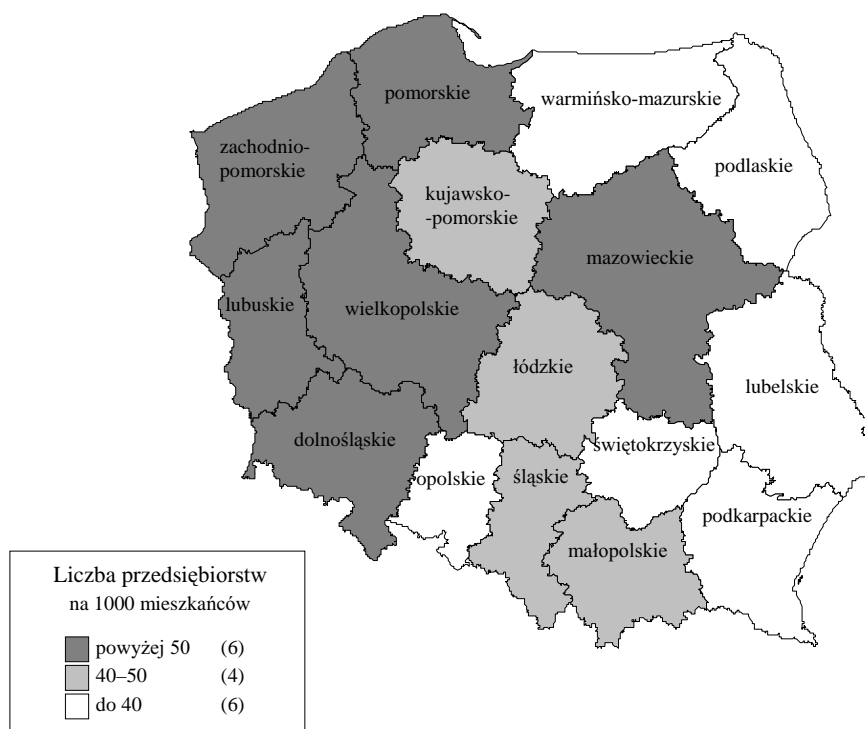 pomorskie
warmińsko-mazurskie
zachodnio-
pomorskie
podlaskie
kujawsko-
-pomorskie
mazowieckie
lubuskie
wielkopolskie
łódzkie
lubelskie
dolnośląskie
świętokrzyskie
opolskie
śląskie
podkarpackie
małopolskie
Liczba przedsiębiorstw
na 1000 mieszkańców
powyżej 50 (6)
40–50 (4)
do 40 (6)